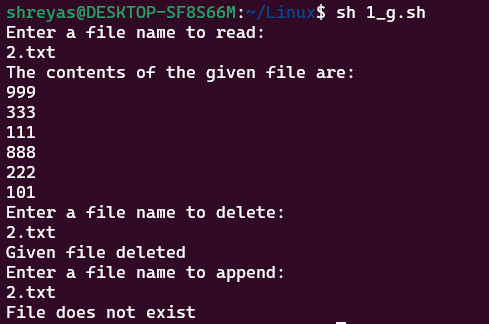 shreyas@DESKTOP-SF8S66M:~/Linux$ sh 1_g.sh
Enter a file name to read:
2.txt
The contents of the given file are:
999
333
111
888
222
101
Enter a file name to delete:
2.txt
Given file deleted
Enter a file name to append:
2.txt
File does not exist